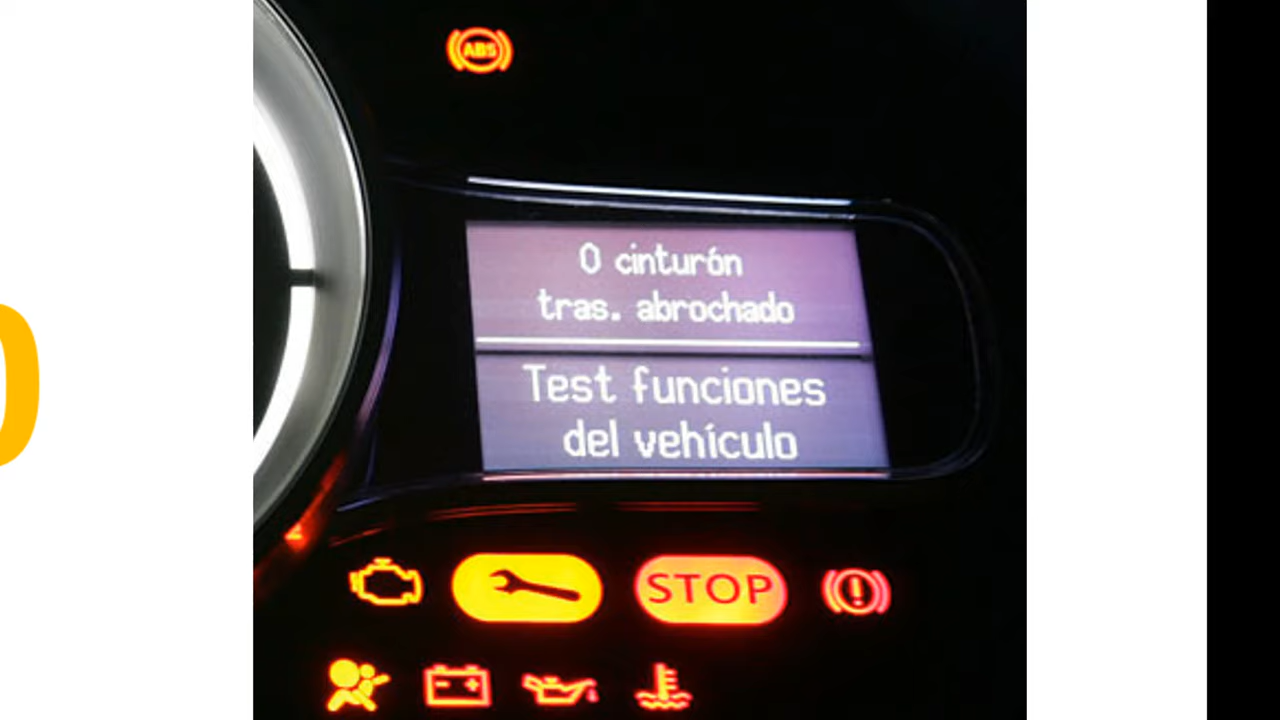 ABS
0 cinturón
tras. abrochado
Test funciones
del vehículo
STOP